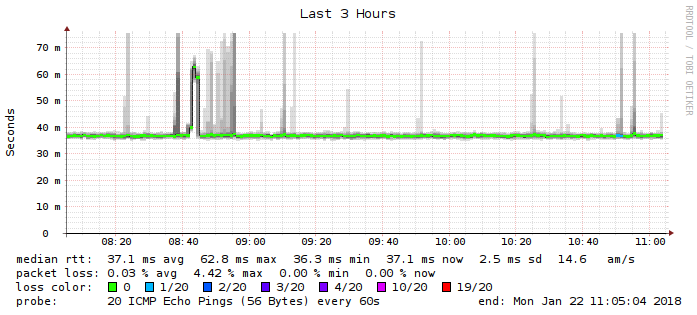 Last 3 Hours
RRDTOOL / TOBI OETIKER
Seconds
70 m
60 m
50 m
40 m
30 m
20 m
10 m
0
08:20 08:40 09:00 09:20 09:40 10:00 10:20 10:40 11:00
median rtt: 37.1 ms avg 62.8 ms max 36.3 ms min 37.1 ms now 2.5 ms sd 14.6 am/s
packet loss: 0.03 % avg 4.42 % max 0.00 % min 0.00 % now
loss color: 0 1/20 2/20 3/20 4/20 10/20 19/20
probe: 20 ICMP Echo Pings (56 Bytes) every 60s end: Mon Jan 22 11:05:04 2018